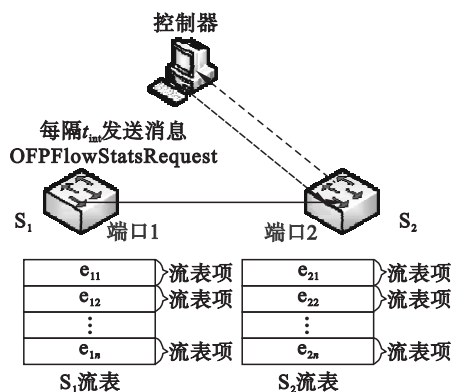 控制器
每隔t_int发送消息
OFPFlowStatsRequest
S₁ 端口1 端口2 S₂
e₁₁ 流表项 e₂₁ 流表项
e₁₂ 流表项 e₂₂ 流表项
⋮ ⋮
e₁ₙ 流表项 e₂ₙ 流表项
S₁流表 S₂流表